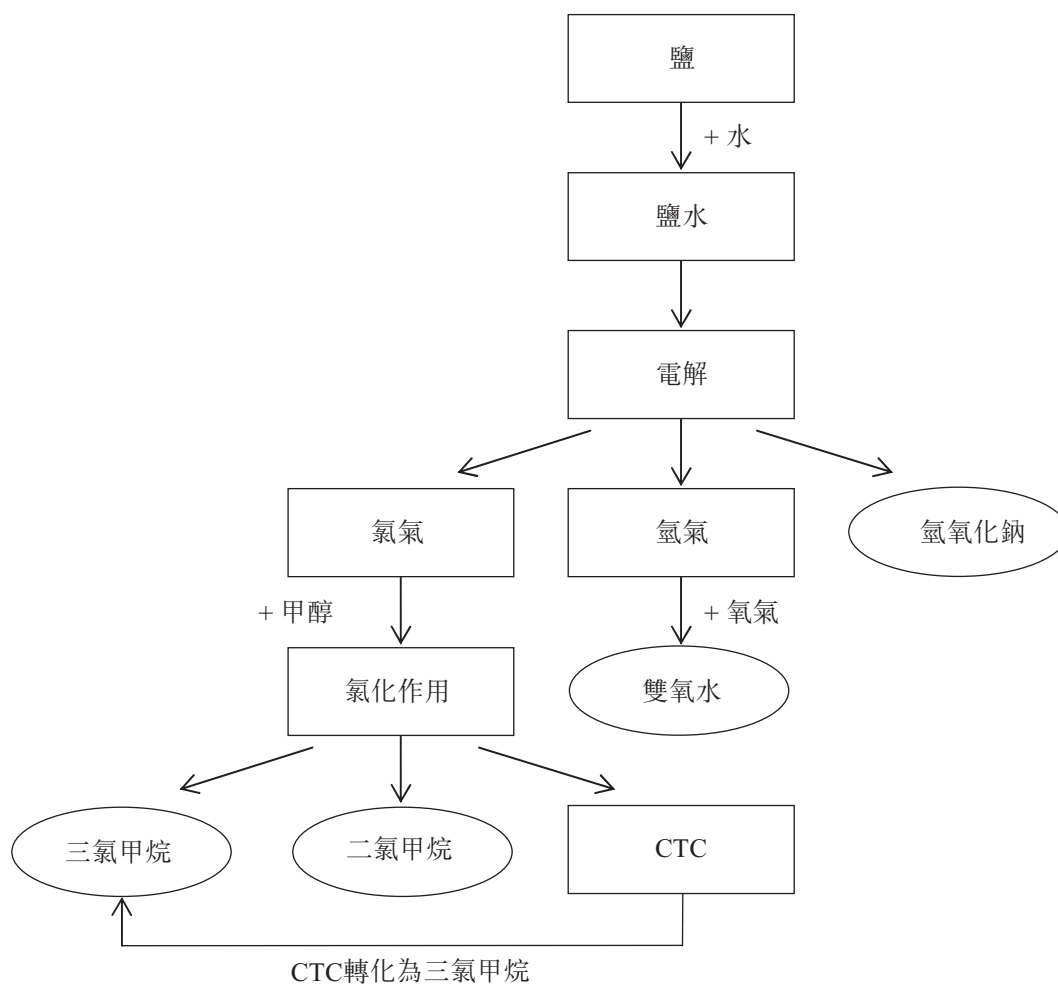 鹽
+ 水
鹽水
電解
氯氣
氫氣
氫氧化鈉
+ 甲醇
+ 氧氣
氯化作用
雙氧水
三氯甲烷
二氯甲烷
CTC
CTC轉化為三氯甲烷